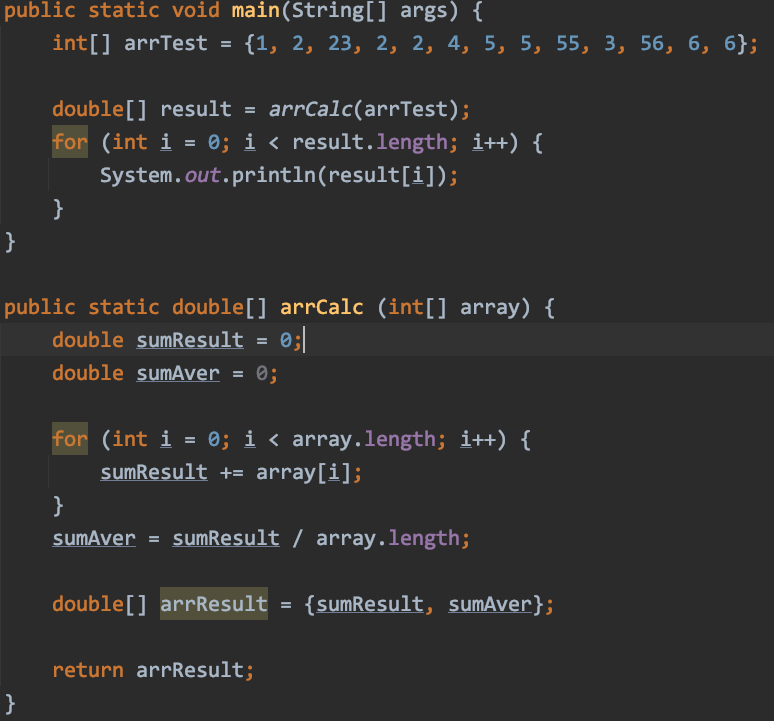 public static void main(String[] args) {
    int[] arrTest = {1, 2, 23, 2, 2, 4, 5, 5, 55, 3, 56, 6, 6};

    double[] result = arrCalc(arrTest);
    for (int i = 0; i < result.length; i++) {
        System.out.println(result[i]);
    }
}

public static double[] arrCalc (int[] array) {
    double sumResult = 0;
    double sumAver = 0;

    for (int i = 0; i < array.length; i++) {
        sumResult += array[i];
    }
    sumAver = sumResult / array.length;

    double[] arrResult = {sumResult, sumAver};

    return arrResult;
}